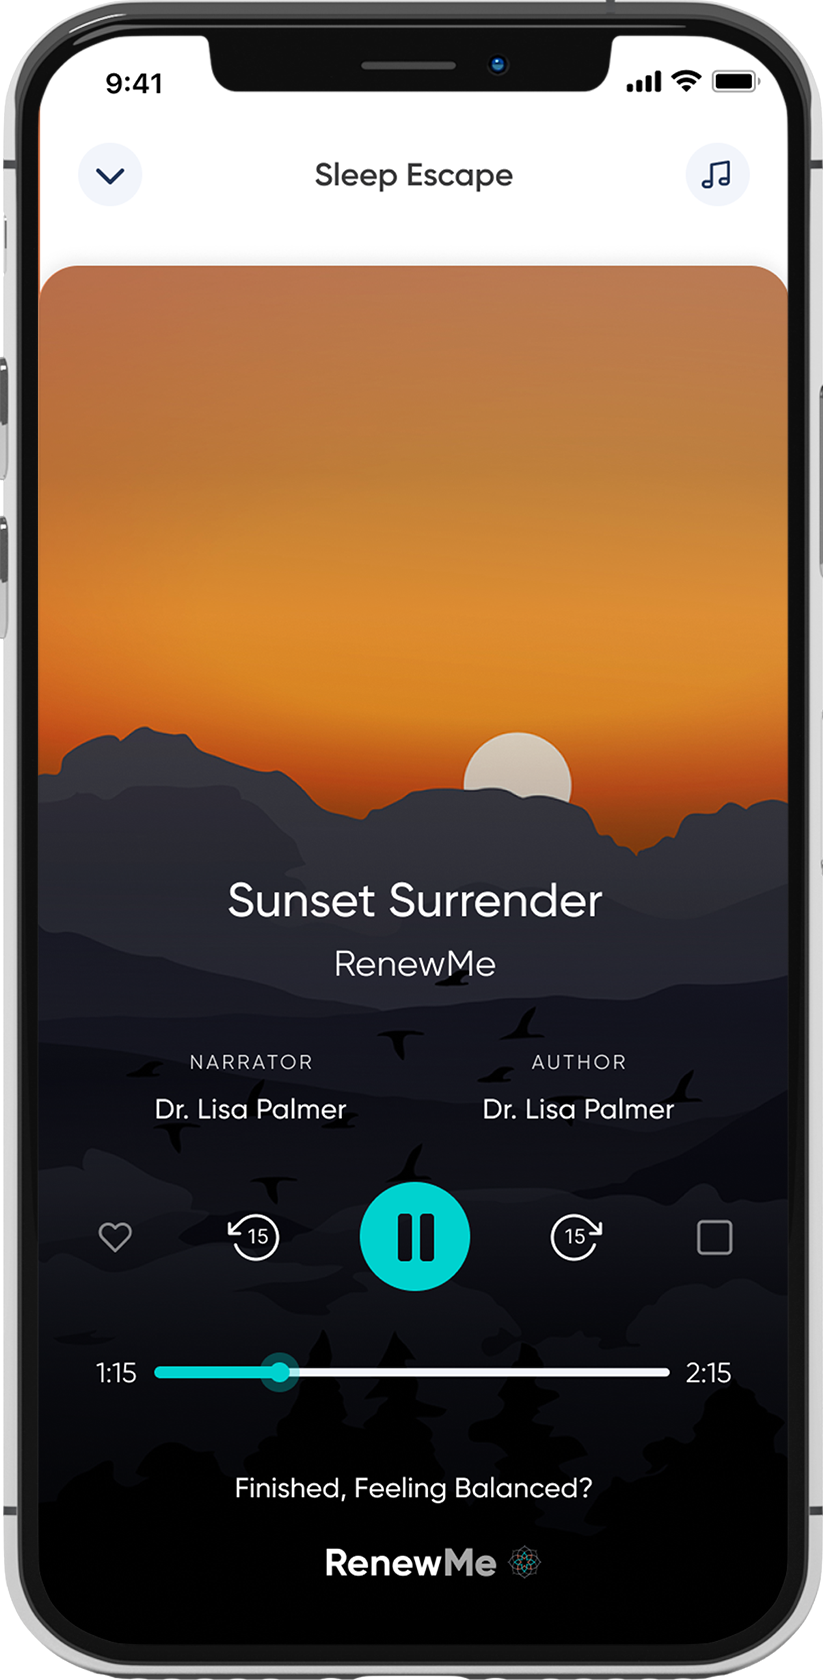 9:41
Sleep Escape
Sunset Surrender
RenewMe
NARRATOR
Dr. Lisa Palmer
AUTHOR
Dr. Lisa Palmer
15
15
1:15
2:15
Finished, Feeling Balanced?
RenewMe